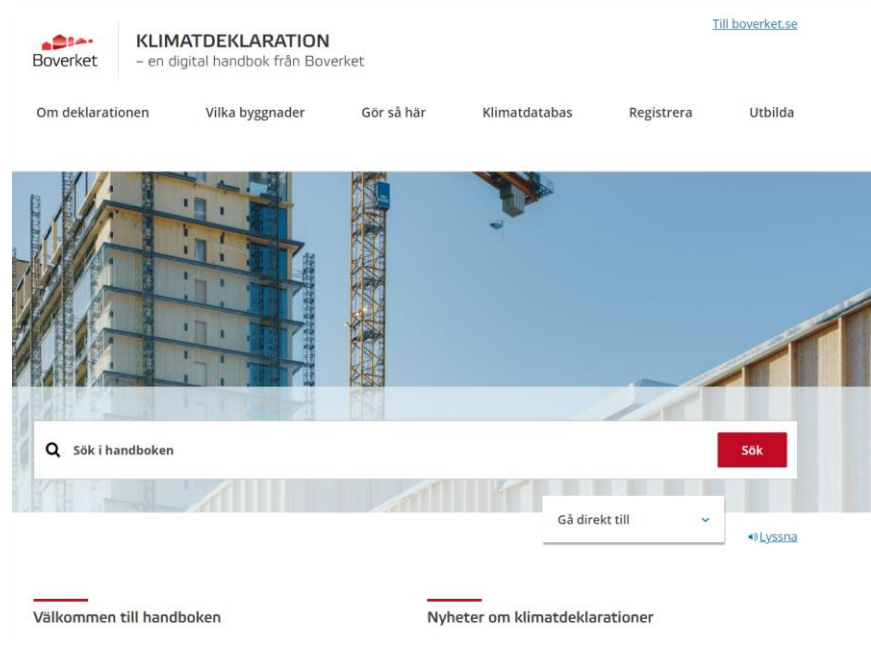 Till boverket.se
Boverket
KLIMATDEKLARATION
– en digital handbok från Boverket
Om deklarationen
Vilka byggnader
Gör så här
Klimatdatabas
Registrera
Utbilda
Sök i handboken
Sök
Gå direkt till
Lyssna
Välkommen till handboken
Nyheter om klimatdeklarationer